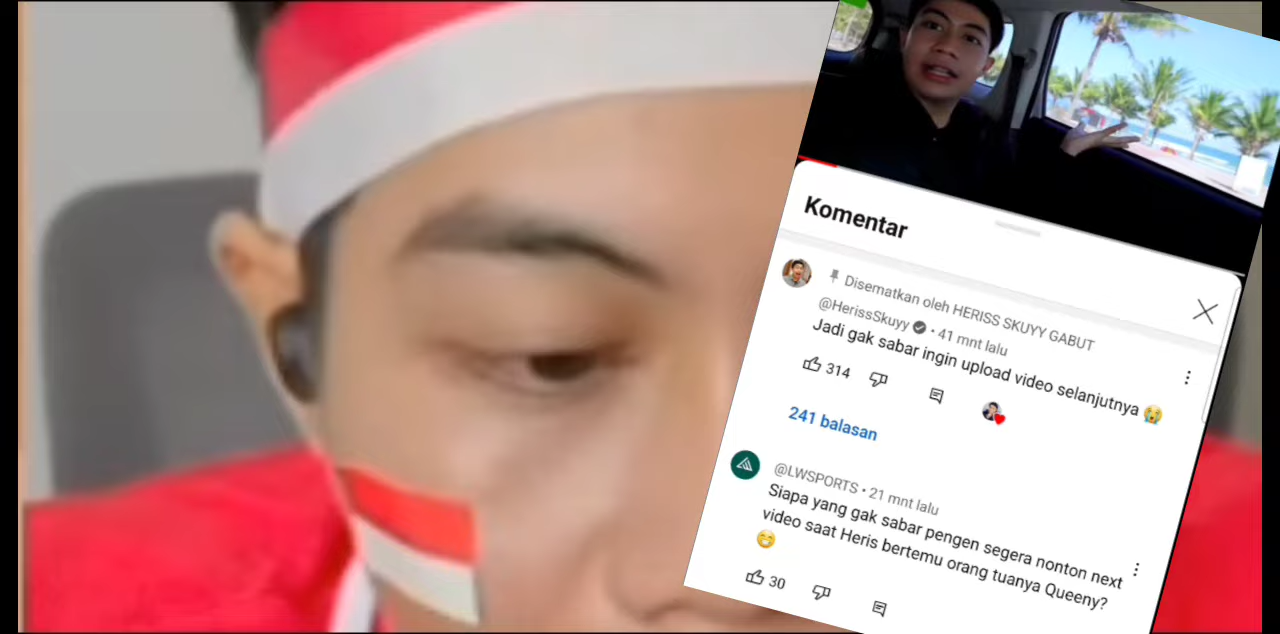 Komentar
Disematkan oleh HERISS SKUYY GABUT
@HerissSkuyy • 41 mnt lalu
Jadi gak sabar ingin upload video selanjutnya 😭
314
241 balasan
@LWSPORTS • 21 mnt lalu
Siapa yang gak sabar pengen segera nonton next
video saat Heris bertemu orang tuanya Queeny?
😁
30